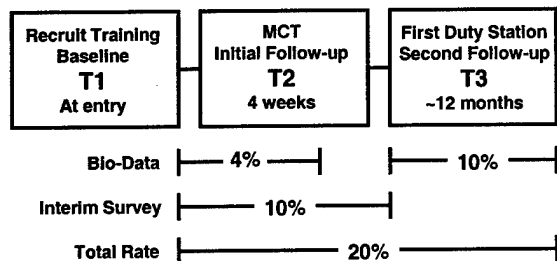 Recruit Training
Baseline
T1
At entry
MCT
Initial Follow-up
T2
4 weeks
First Duty Station
Second Follow-up
T3
~12 months
Bio-Data 4% 10%
Interim Survey 10%
Total Rate 20%